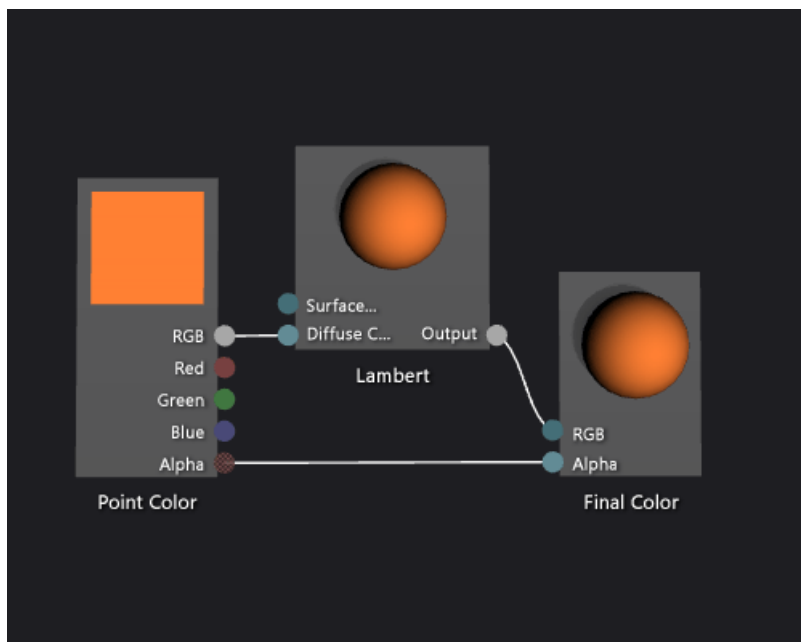 RGB
Red
Green
Blue
Alpha
Point Color
Surface...
Diffuse C... Output
Lambert
RGB
Alpha
Final Color